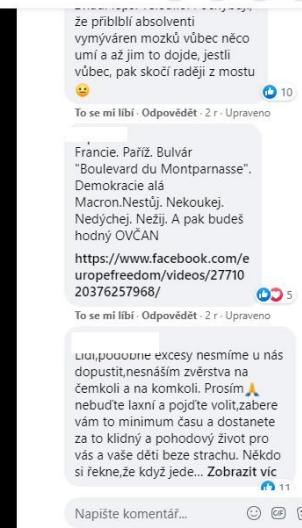 že přiblblí absolventi
vymýváren mozků vůbec něco
umí a až jim to dojde, jestli
vůbec, pak skočí raději z mostu
10
To se mi líbí · Odpovědět · 2 r · Upraveno
Francie. Paříž. Bulvár
"Boulevard du Montparnasse".
Demokracie alá
Macron.Nestůj. Nekoukej.
Nedýchej. Nežij. A pak budeš
hodný OVČAN
https://www.facebook.com/e
uropefreedom/videos/27710
20376257968/
5
To se mi líbí · Odpovědět · 2 r · Upraveno
Lidi,podobné excesy nesmíme u nás
dopustit,nesnáším zvěrstva na
čemkoli a na komkoli. Prosím🙏
nebuďte laxní a pojďte volit,zabere
vám to minimum času a dostanete
za to klidný a pohodový život pro
vás a vaše děti beze strachu. Někdo
si řekne,že když jede... Zobrazit víc
11
Napište komentář...
GIF